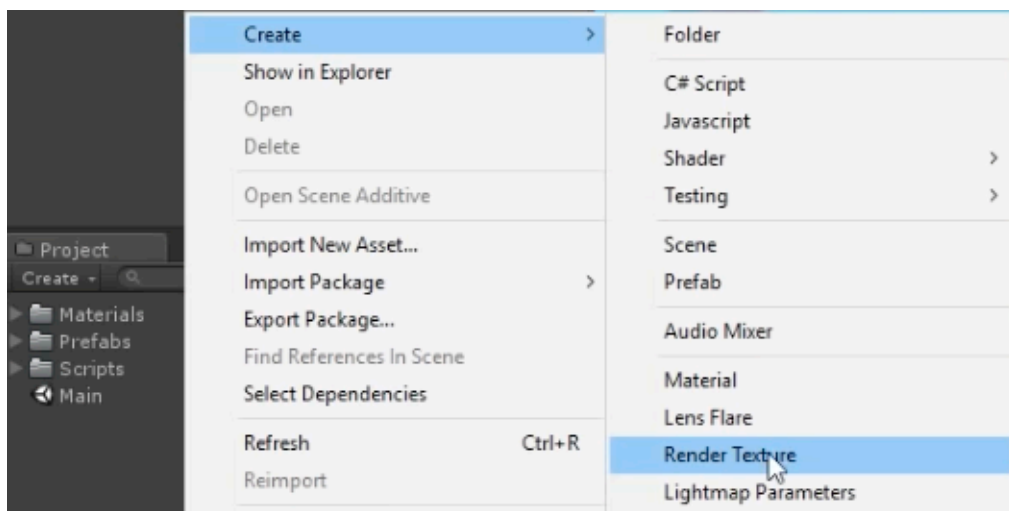 Create
Show in Explorer
Open
Delete
Open Scene Additive
Import New Asset...
Import Package
Export Package...
Find References In Scene
Select Dependencies
Refresh Ctrl+R
Reimport
Folder
C# Script
Javascript
Shader
Testing
Scene
Prefab
Audio Mixer
Material
Lens Flare
Render Texture
Lightmap Parameters
Project
Create
Materials
Prefabs
Scripts
Main